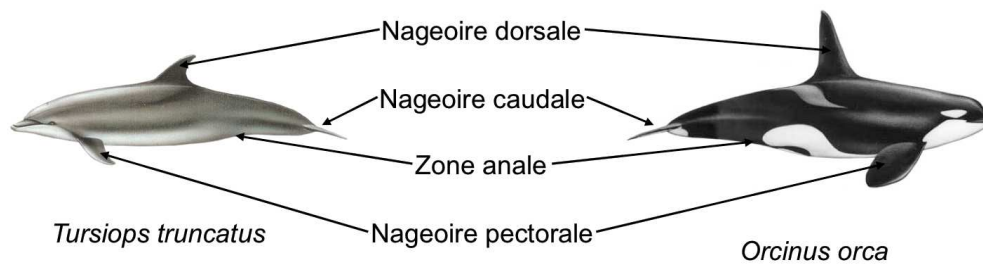 Nageoire dorsale
Nageoire caudale
Zone anale
Nageoire pectorale
Tursiops truncatus
Orcinus orca